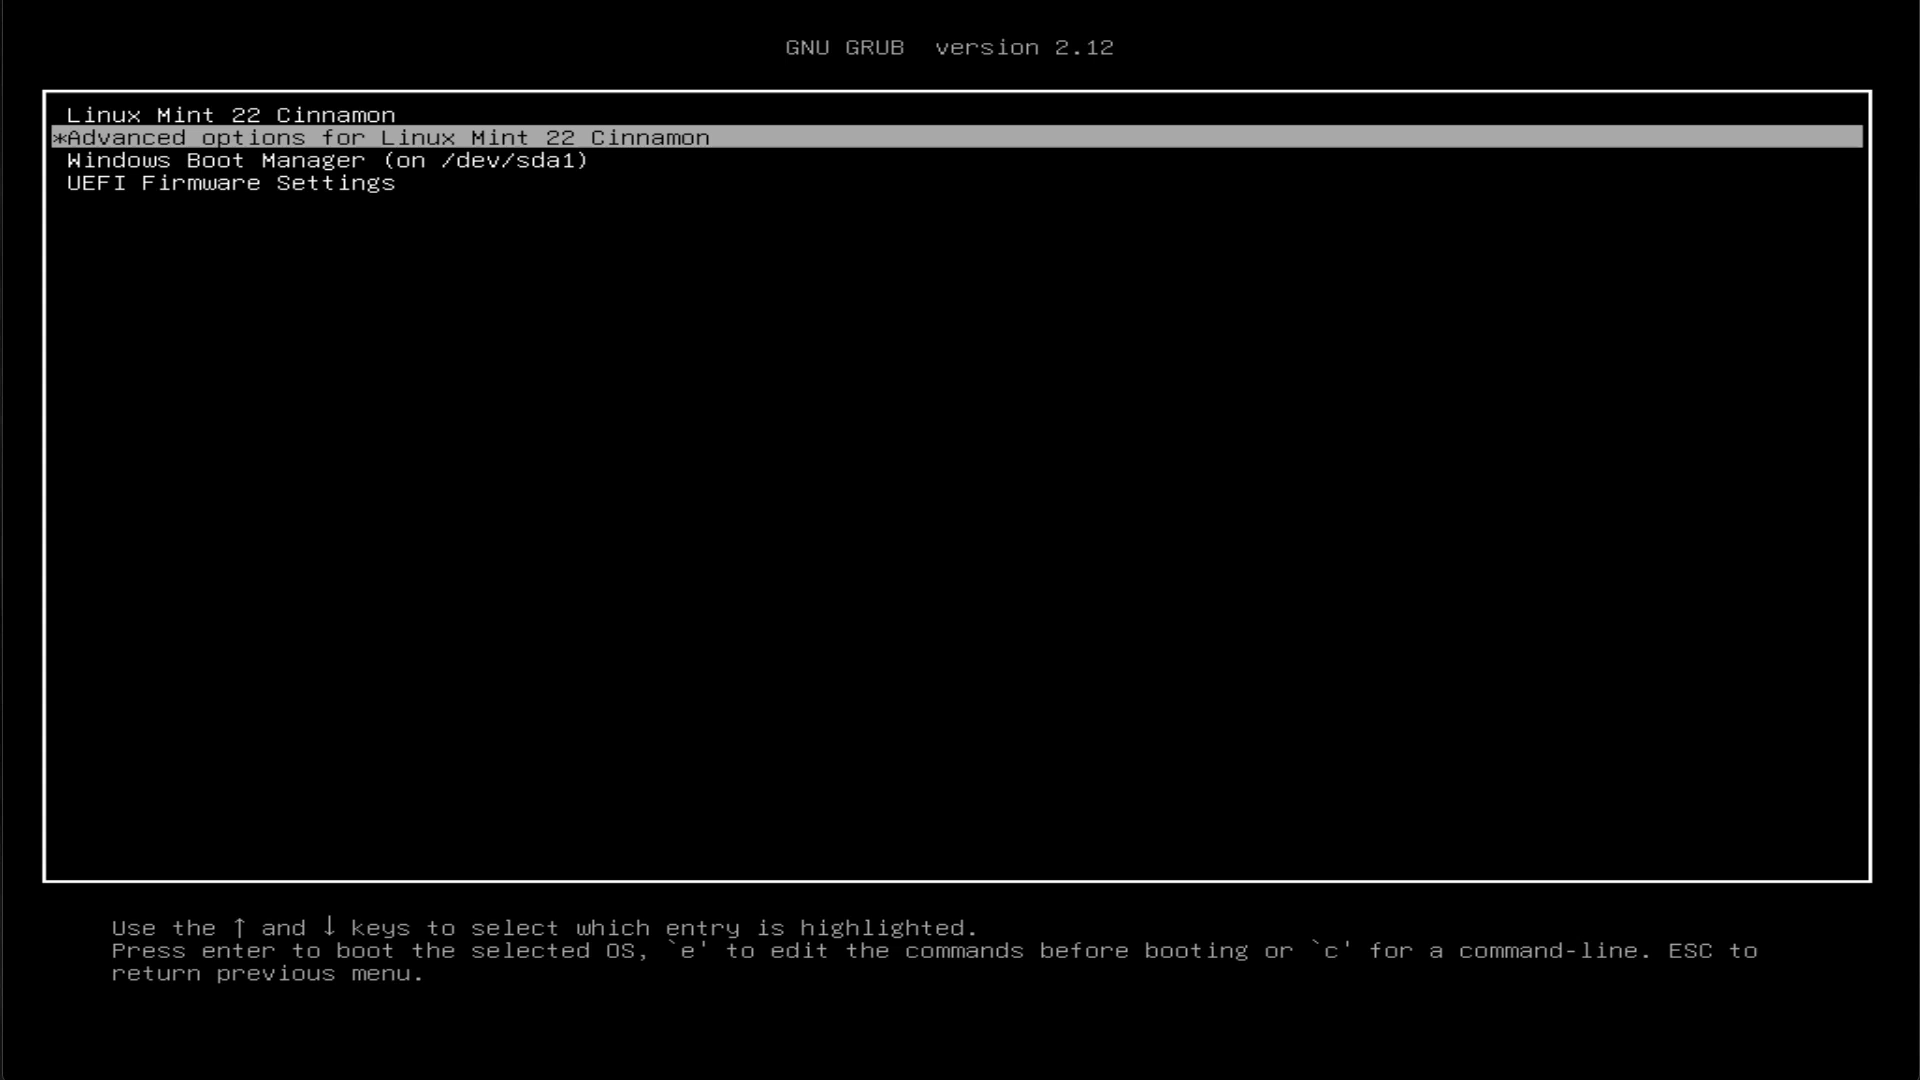 GNU GRUB  version 2.12
Linux Mint 22 Cinnamon
*Advanced options for Linux Mint 22 Cinnamon
Windows Boot Manager (on /dev/sda1)
UEFI Firmware Settings
Use the ↑ and ↓ keys to select which entry is highlighted.
Press enter to boot the selected OS, `e' to edit the commands before booting or `c' for a command-line. ESC to
return previous menu.